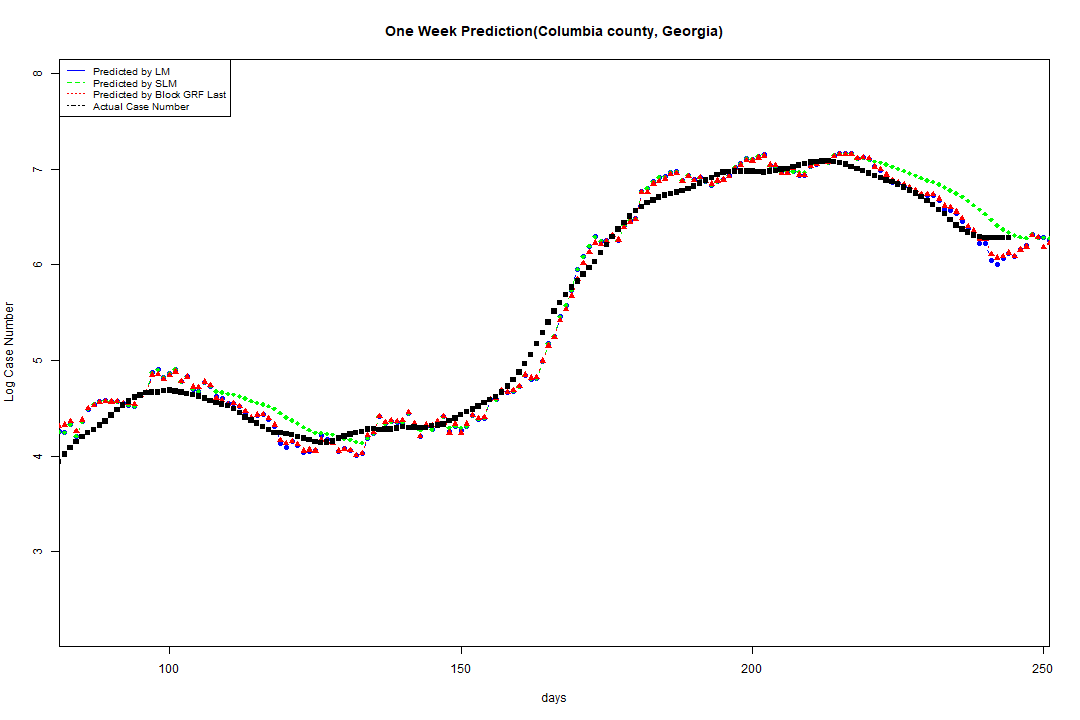 One Week Prediction(Columbia county, Georgia)
Predicted by LM
Predicted by SLM
Predicted by Block GRF Last
Actual Case Number
8
7
6
5
4
3
Log Case Number
100
150
200
250
days